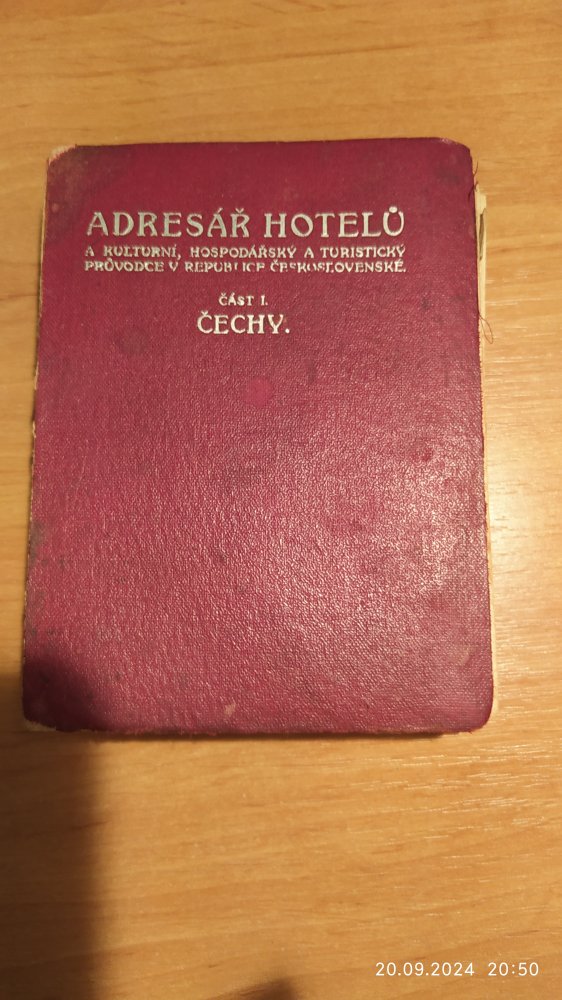 ADRESÁŘ HOTELŮ
A KULTURNÍ, HOSPODÁŘSKÝ A TURISTICKÝ
PRŮVODCE V REPUBLICE ČESKOSLOVENSKÉ.
ČÁST I.
ČECHY.
20.09.2024 20:50